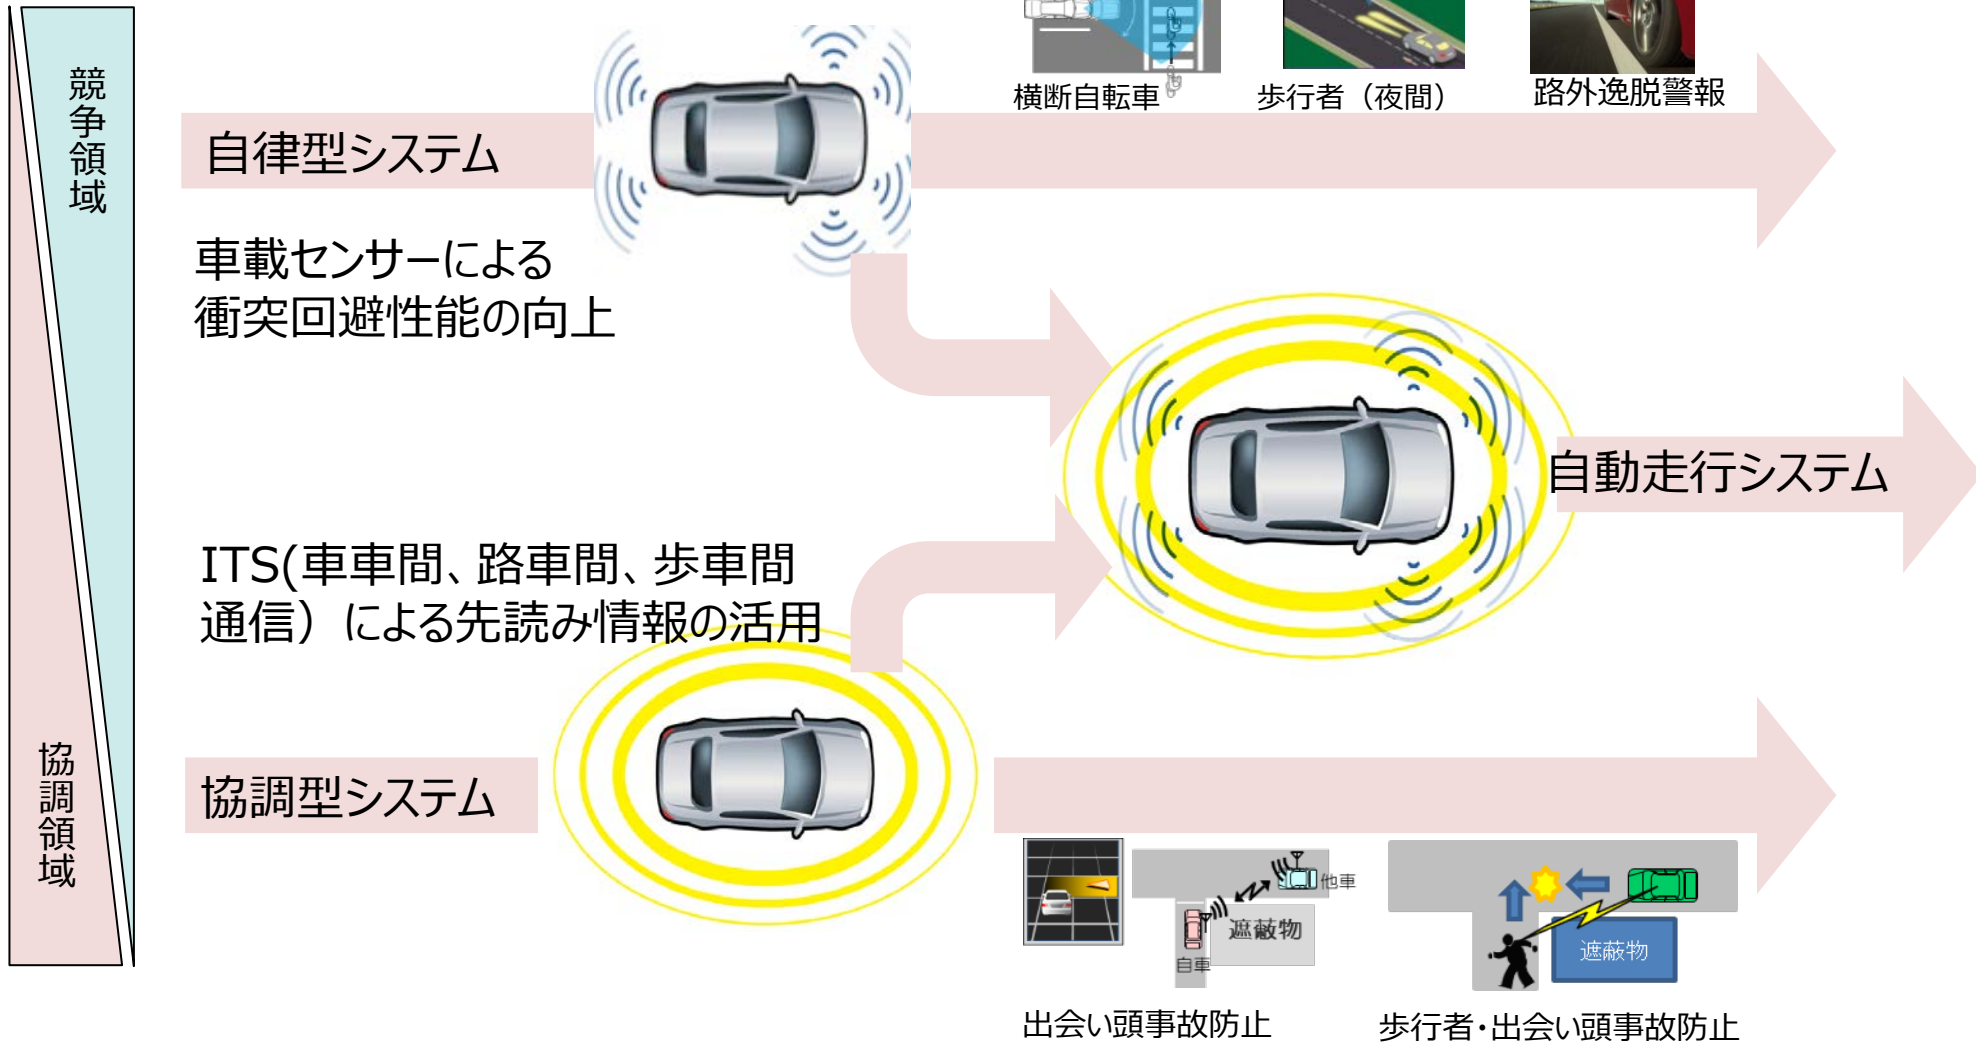 競争領域
横断自転車
歩行者（夜間）
路外逸脱警報
自律型システム
車載センサーによる
衝突回避性能の向上
自動走行システム
ITS(車車間、路車間、歩車間
通信）による先読み情報の活用
協調領域
協調型システム
他車
遮蔽物
自車
遮蔽物
出会い頭事故防止
歩行者・出会い頭事故防止